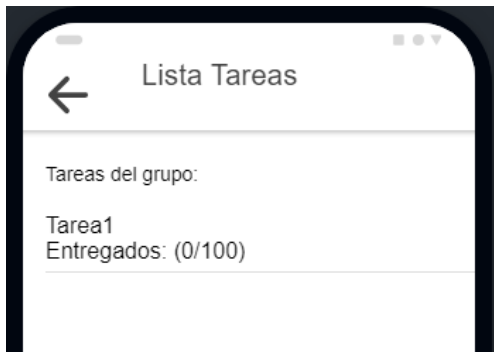 Lista Tareas
Tareas del grupo:
Tarea1
Entregados: (0/100)